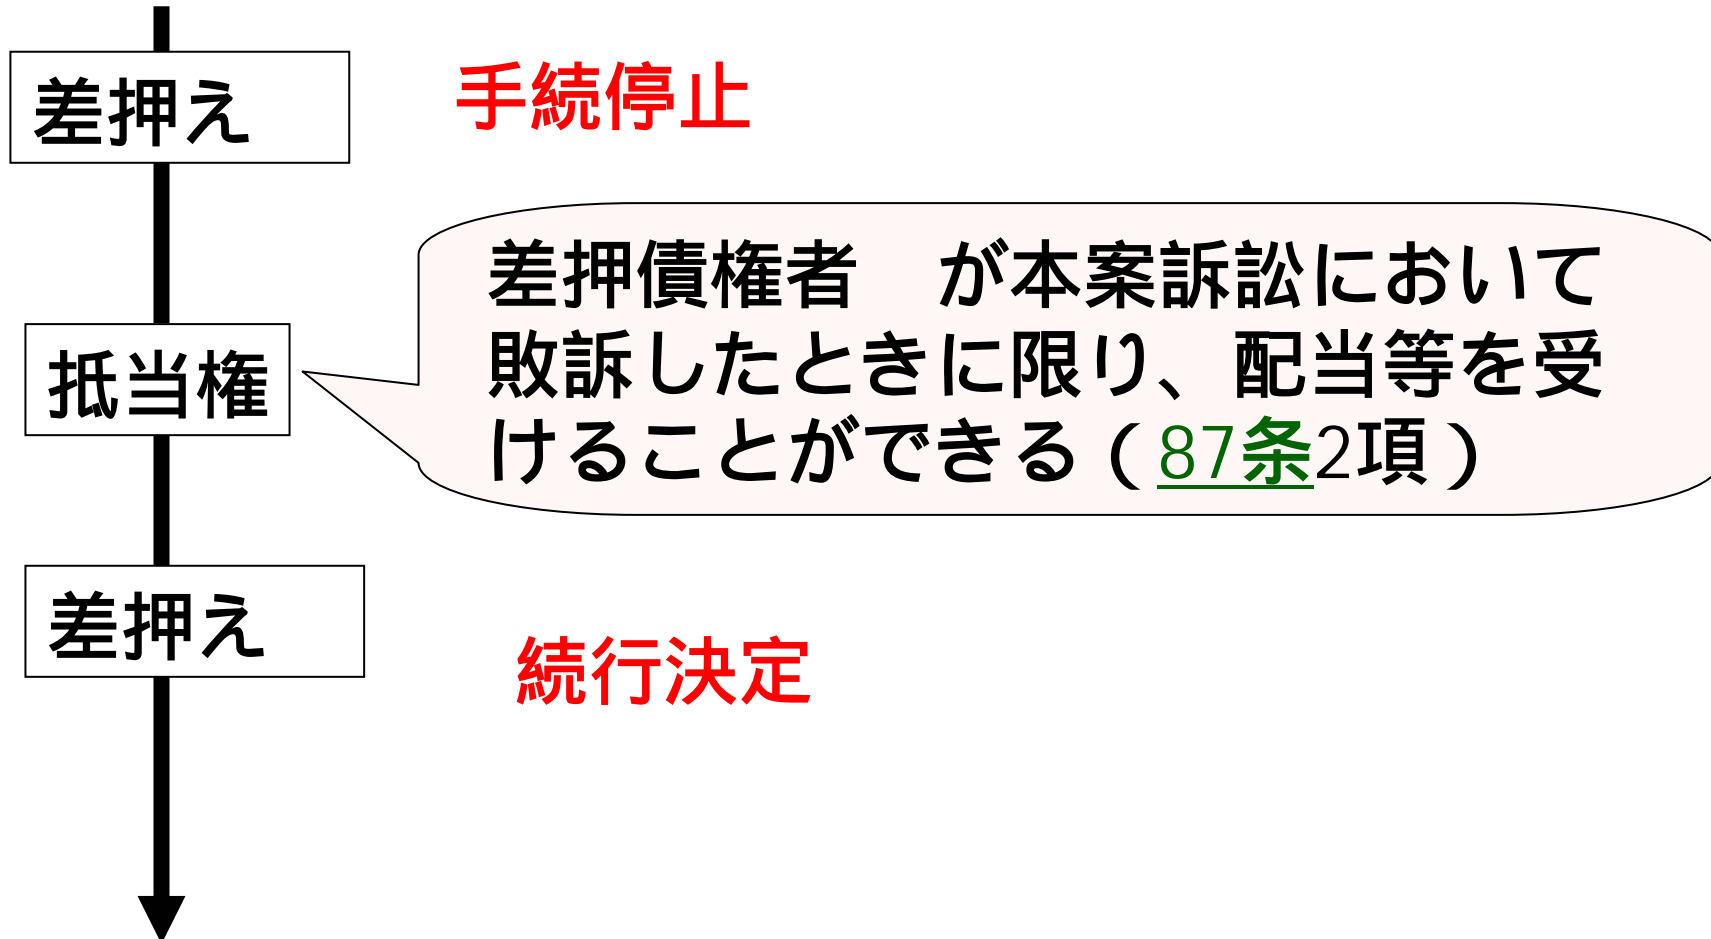 差押え
手続停止
差押債権者　が本案訴訟において
敗訴したときに限り、配当等を受
けることができる（87条2項）
抵当権
差押え
続行決定